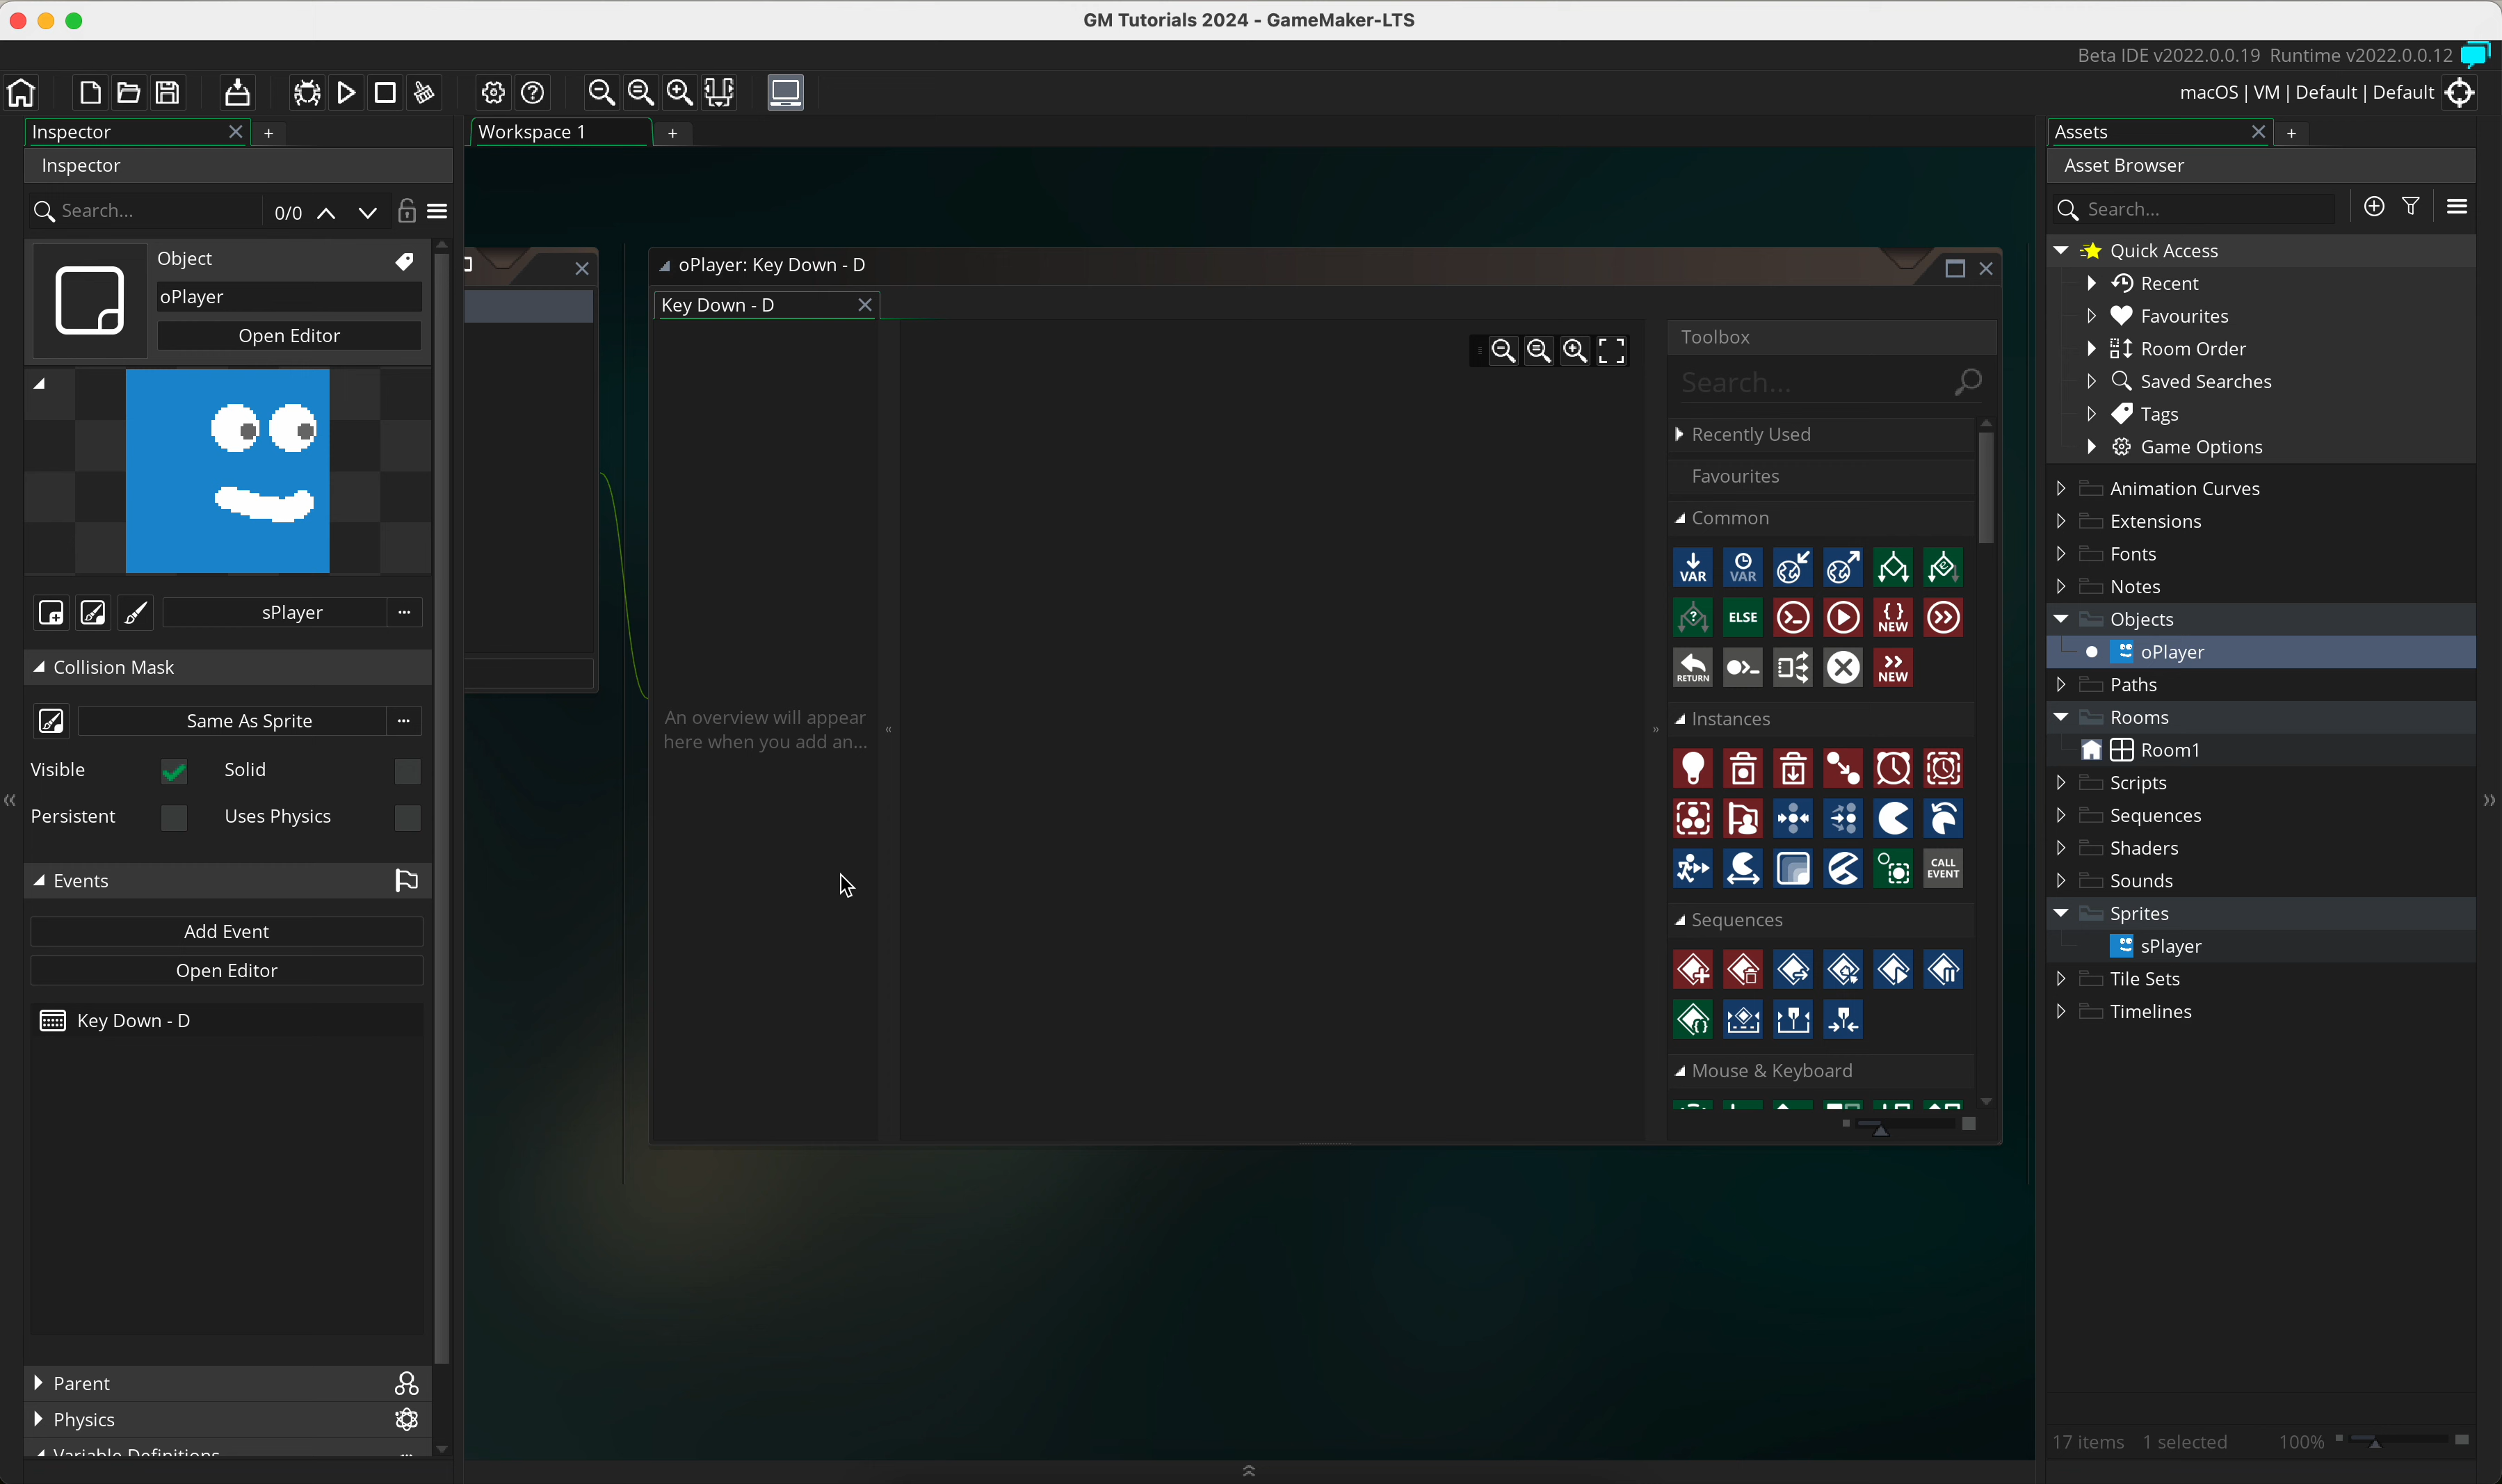 GM Tutorials 2024 - GameMaker-LTS
Beta IDE v2022.0.0.19 Runtime v2022.0.0.12
macOS | VM | Default | Default
Inspector
+
Inspector
Search...
0/0
Object
oPlayer
Open Editor
sPlayer
...
Collision Mask
Same As Sprite
...
Visible
Solid
Persistent
Uses Physics
Events
Add Event
Open Editor
Key Down - D
Parent
Physics
Variable Definitions
...
Workspace 1
+
oPlayer: Key Down - D
Key Down - D
An overview will appear
here when you add an...
«
»
Toolbox
Search...
Recently Used
Favourites
Common
VAR
VAR
ELSE
{ }
NEW
RETURN
NEW
Instances
CALL
EVENT
Sequences
Mouse & Keyboard
Assets
+
Asset Browser
Search...
Quick Access
Recent
Favourites
Room Order
Saved Searches
Tags
Game Options
Animation Curves
Extensions
Fonts
Notes
Objects
oPlayer
Paths
Rooms
Room1
Scripts
Sequences
Shaders
Sounds
Sprites
sPlayer
Tile Sets
Timelines
17 items 1 selected 100%